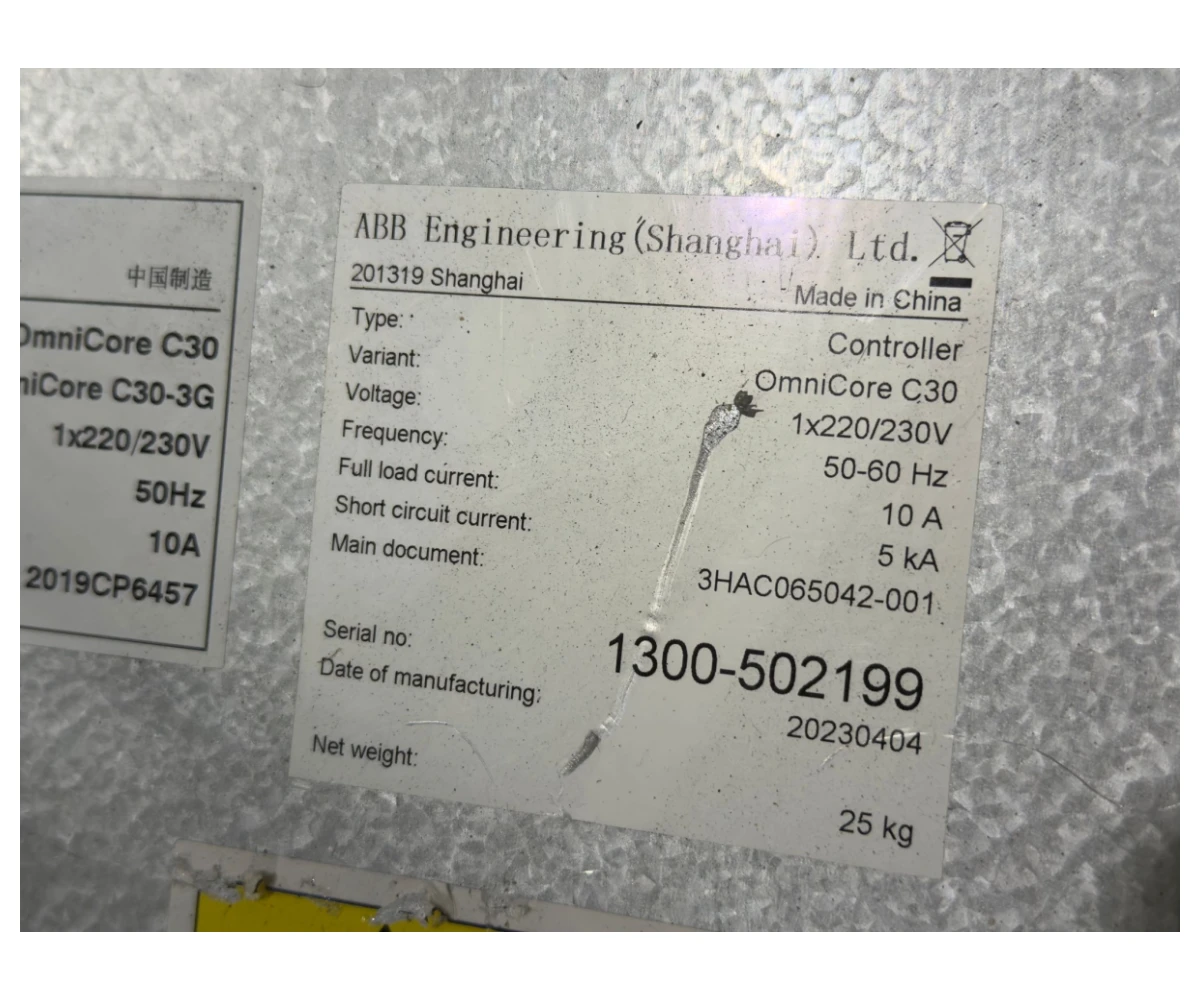 中国制造
OmniCore C30
niCore C30-3G
1x220/230V
50Hz
10A
2019CP6457
ABB Engineering(Shanghai) Ltd.
201319 Shanghai
Made in China
Type: Controller
Variant: OmniCore C30
Voltage: 1x220/230V
Frequency: 50-60 Hz
Full load current: 10 A
Short circuit current: 5 kA
Main document: 3HAC065042-001
Serial no: 1300-502199
Date of manufacturing: 20230404
Net weight: 25 kg